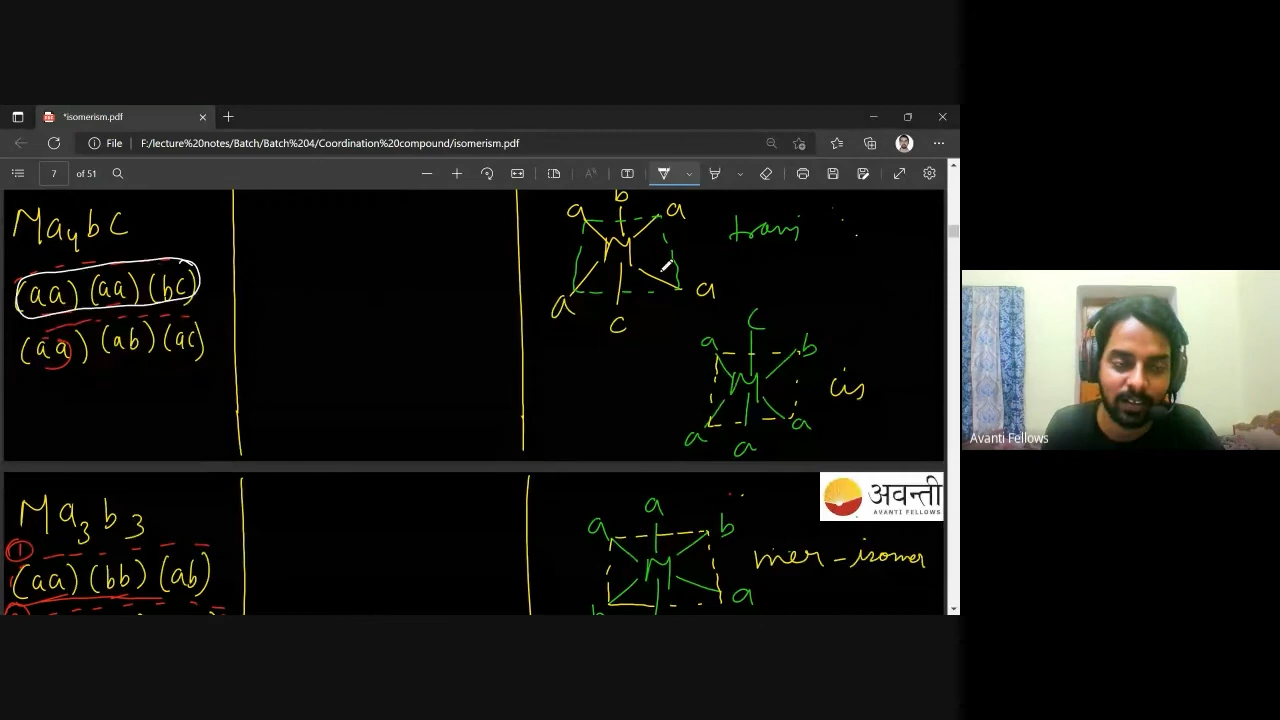 *isomerism.pdf
File F:/lecture%20notes/Batch/Batch%204/Coordination%20compound/isomerism.pdf
7 of 51
Ma4bC
(aa) (aa) (bc)
(aa) (ab) (ac)
b
a a
M
a a
c
trans
c
a b
M
a a
a
cis
Avanti Fellows
अवन्ती
AVANTI FELLOWS
Ma3b3
① (aa) (bb) (ab)
a
a b
M
b a
mer-isomer